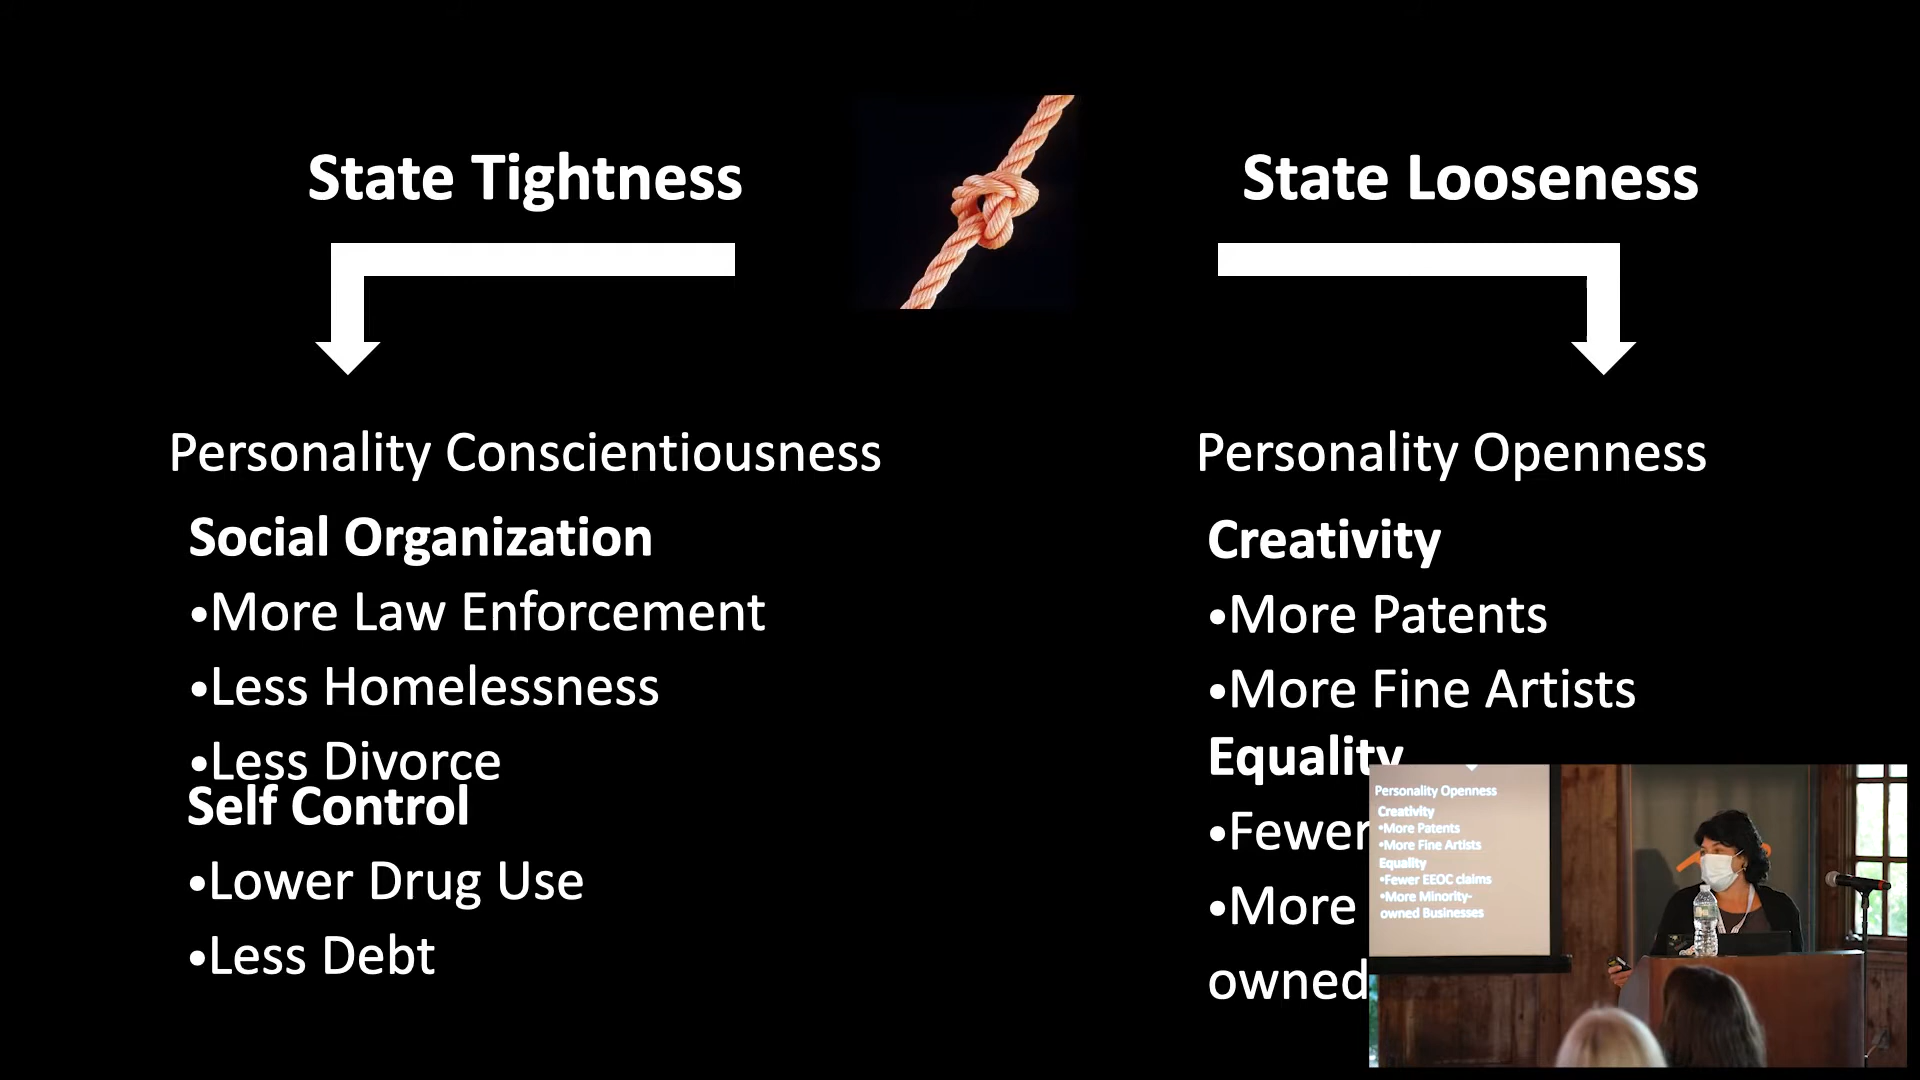 State Tightness
State Looseness
Personality Conscientiousness
Social Organization
•More Law Enforcement
•Less Homelessness
•Less Divorce
Self Control
•Lower Drug Use
•Less Debt
Personality Openness
Creativity
•More Patents
•More Fine Artists
Equality
•Fewer
•More
owned
Personality Openness
Creativity
•More Patents
•More Fine Artists
Equality
•Fewer EEOC claims
•More Minority-
owned Businesses